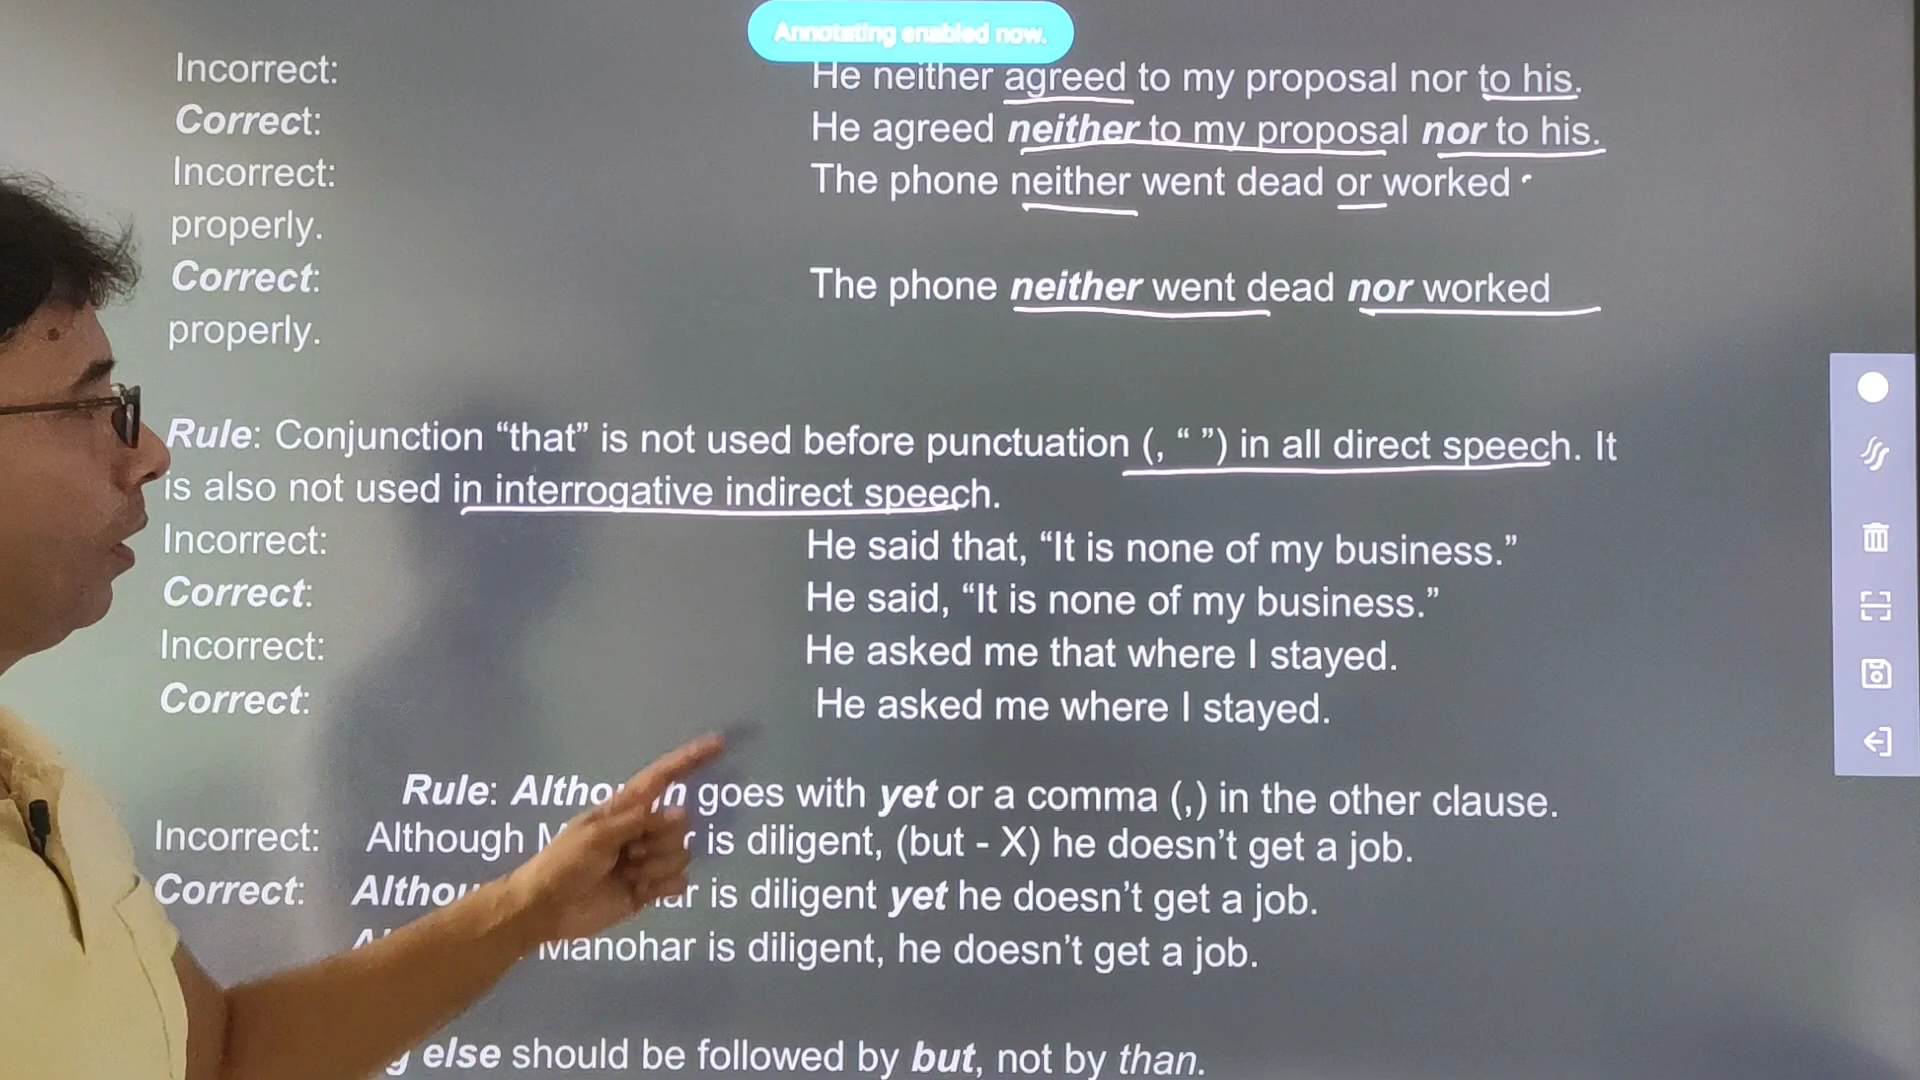 Annotating enabled now.
Incorrect: He neither agreed to my proposal nor to his.
Correct: He agreed neither to my proposal nor to his.
Incorrect: The phone neither went dead or worked
properly.
Correct: The phone neither went dead nor worked
properly.
Rule: Conjunction “that” is not used before punctuation (, “ ”) in all direct speech. It
is also not used in interrogative indirect speech.
Incorrect: He said that, “It is none of my business.”
Correct: He said, “It is none of my business.”
Incorrect: He asked me that where I stayed.
Correct: He asked me where I stayed.
Rule: goes with yet or a comma (,) in the other clause.
Incorrect: Although is diligent, (but - X) he doesn’t get a job.
Correct: is diligent yet he doesn’t get a job.
Manohar is diligent, he doesn’t get a job.
else should be followed by but, not by than.